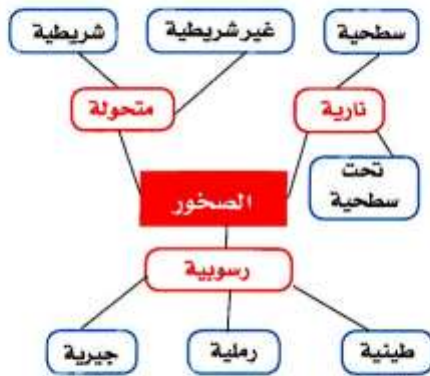 سطحية
غير شريطية
شريطية
نارية
متحولة
تحت
سطحية
الصخور
رسوبية
طينية
رملية
جيرية